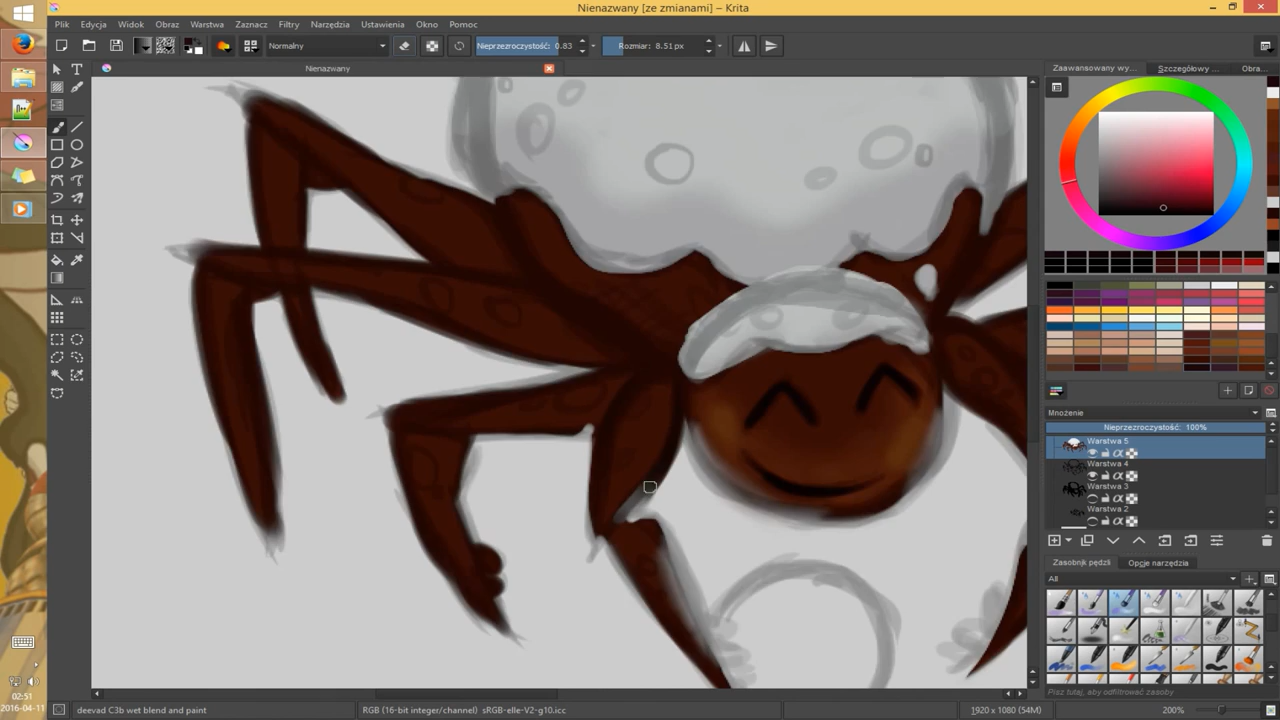 Nienazwany [ze zmianami] – Krita
Plik Edycja Widok Obraz Warstwa Zaznacz Filtry Narzędzia Ustawienia Okno Pomoc
Normalny
Nieprzezroczystość: 0.83
Rozmiar: 8.51 px
Nienazwany
Zaawansowany wy...
Szczegółowy ...
Obra...
Mnożenie
Nieprzezroczystość: 100%
Warstwa 5
Warstwa 4
Warstwa 3
Warstwa 2
Zasobnik pędzli
Opcje narzędzia
All
Pisz tutaj, aby odfiltrować zasoby
02:51
2016-04-11
deevad C3b wet blend and paint
RGB (16-bit integer/channel) sRGB-elle-V2-g10.icc
1920 x 1080 (54M)
200%